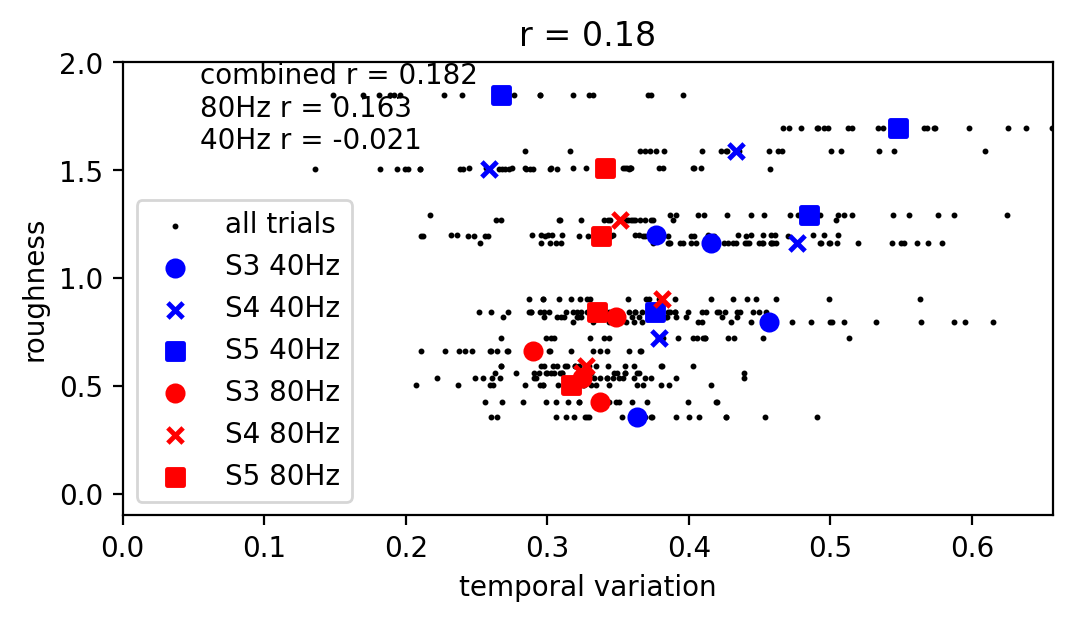 r = 0.18
combined r = 0.182
80Hz r = 0.163
40Hz r = -0.021
2.0
1.5
1.0
0.5
0.0
roughness
all trials
S3 40Hz
S4 40Hz
S5 40Hz
S3 80Hz
S4 80Hz
S5 80Hz
0.0 0.1 0.2 0.3 0.4 0.5 0.6
temporal variation